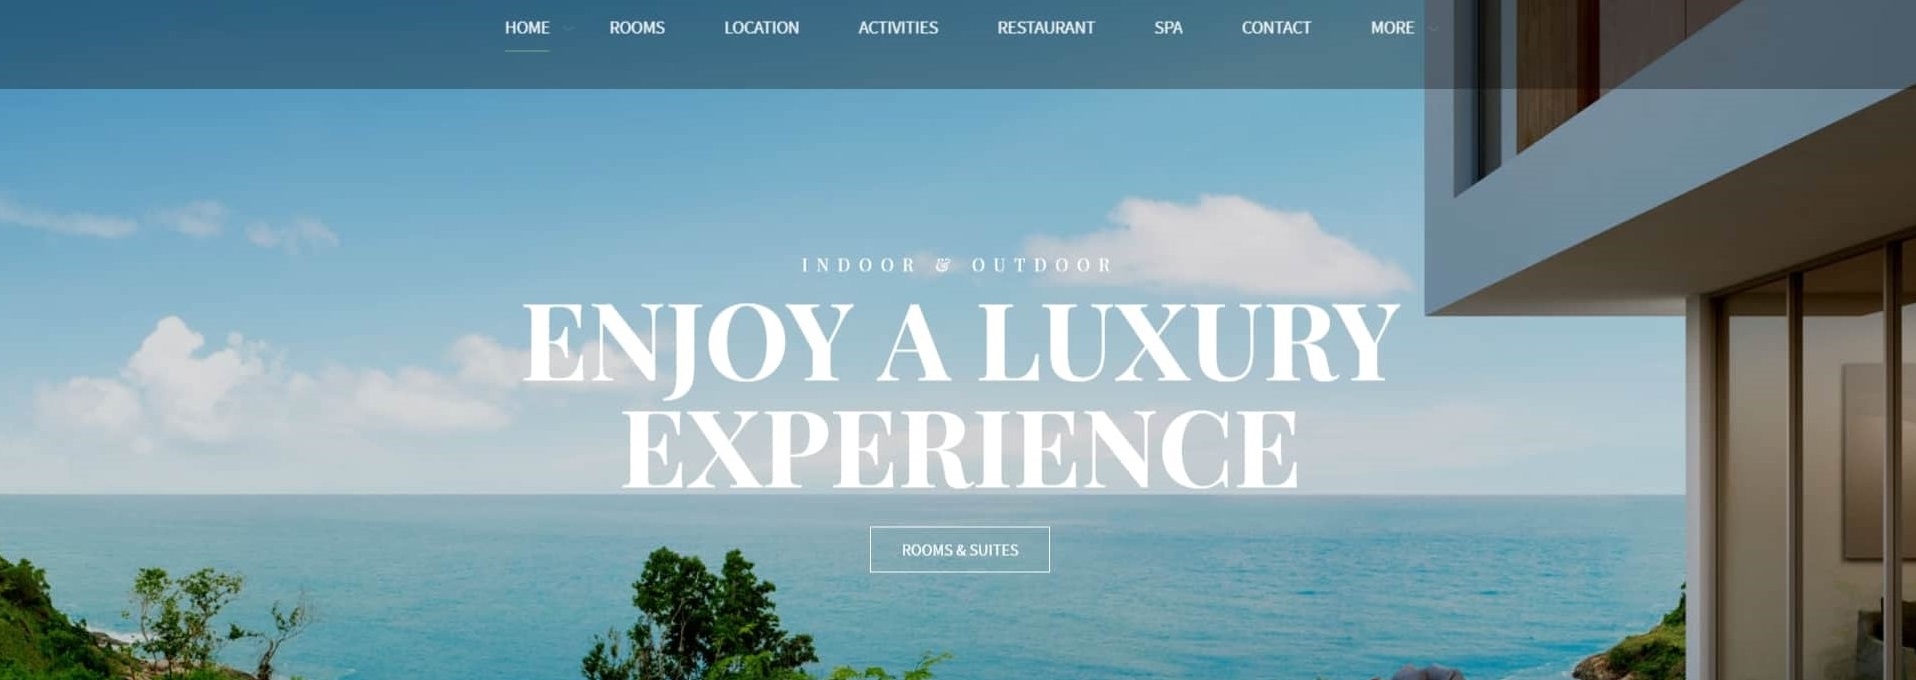 HOME ROOMS LOCATION ACTIVITIES RESTAURANT SPA CONTACT MORE
INDOOR & OUTDOOR
ENJOY A LUXURY
EXPERIENCE
ROOMS & SUITES